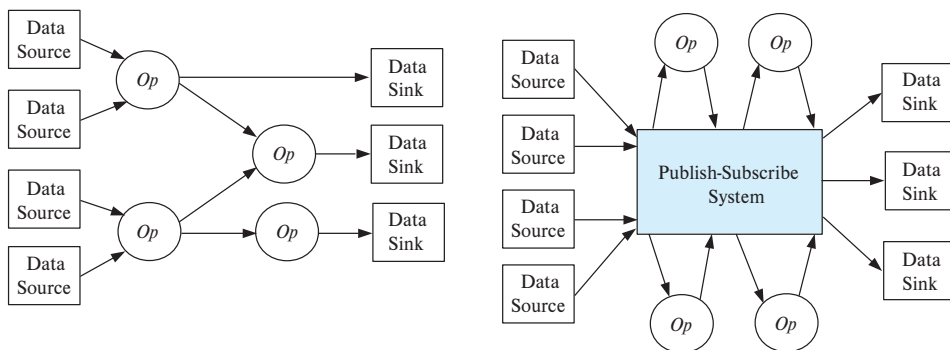 Data
Source
Data
Source
Data
Source
Data
Source
Op
Op
Op
Op
Data
Sink
Data
Sink
Data
Sink
Data
Source
Data
Source
Data
Source
Data
Source
Op
Op
Publish-Subscribe
System
Op
Op
Data
Sink
Data
Sink
Data
Sink